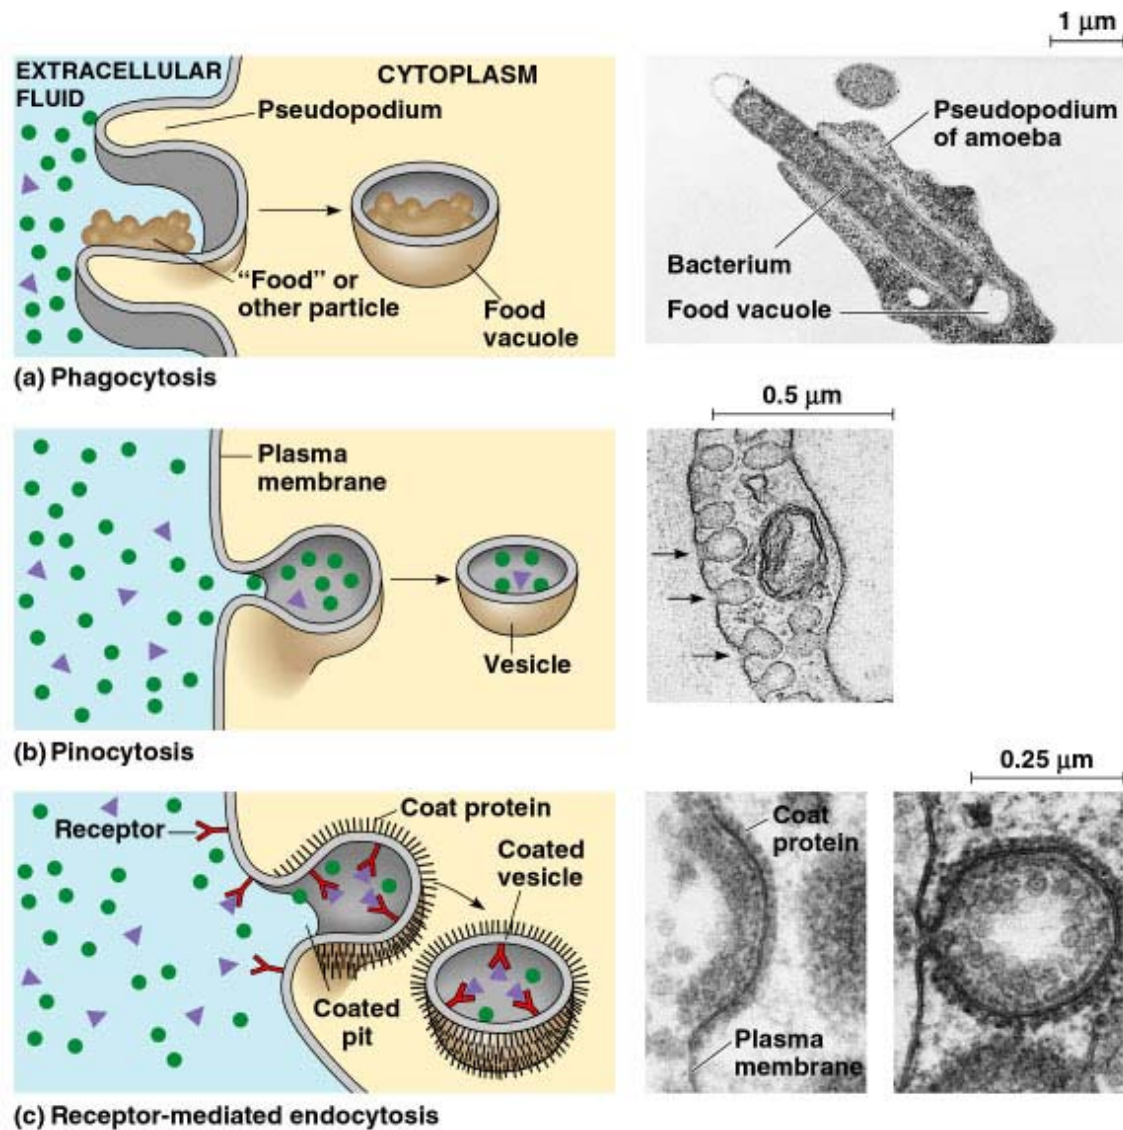 1 µm
EXTRACELLULAR
FLUID
CYTOPLASM
Pseudopodium
"Food" or
other particle
Food
vacuole
Pseudopodium
of amoeba
Bacterium
Food vacuole
(a) Phagocytosis
0.5 µm
Plasma
membrane
Vesicle
(b) Pinocytosis
0.25 µm
Receptor
Coat protein
Coated
vesicle
Coated
pit
Coat
protein
Plasma
membrane
(c) Receptor-mediated endocytosis